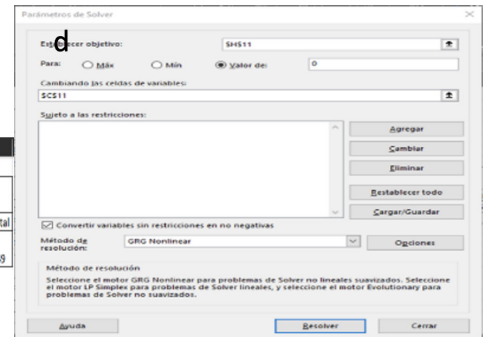 Parámetros de Solver
d
Establecer objetivo: $H$11
Para: Máx Mín Valor de: 0
Cambiando las celdas de variables:
$C$11
Sujeto a las restricciones:
Agregar
Cambiar
Eliminar
Restablecer todo
Cargar/Guardar
Convertir variables sin restricciones en no negativas
Método de resolución: GRG Nonlinear Opciones
Método de resolución
Seleccione el motor GRG Nonlinear para problemas de Solver no lineales suavizados. Seleccione
el motor LP Simplex para problemas de Solver lineales, y seleccione el motor Evolutionary para
problemas de Solver no suavizados.
Ayuda Resolver Cerrar